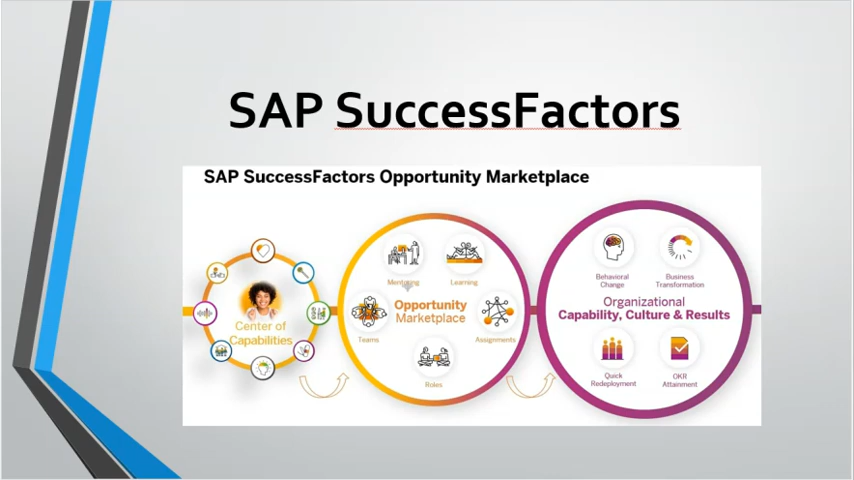 SAP SuccessFactors
SAP SuccessFactors Opportunity Marketplace
Center of
Capabilities
Mentoring
Learning
Opportunity
Marketplace
Teams
Assignments
Roles
Behavioral
Change
Business
Transformation
Organizational
Capability, Culture & Results
Quick
Redeployment
OKR
Attainment